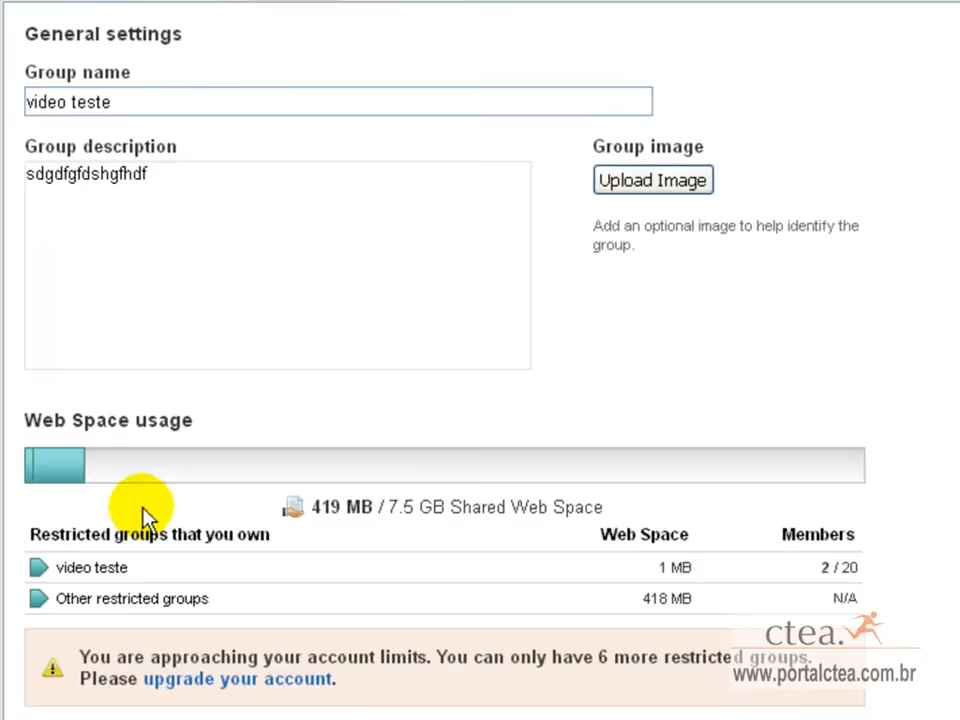 General settings
Group name
video teste
Group description
Group image
sdgdfgfdshgfhdf
Upload Image
Add an optional image to help identify the
group.
Web Space usage
419 MB / 7.5 GB Shared Web Space
Restricted groups that you own Web Space Members
video teste 1 MB 2 / 20
Other restricted groups 418 MB N/A
ctea.
You are approaching your account limits. You can only have 6 more restricted groups.
Please upgrade your account.
www.portalctea.com.br